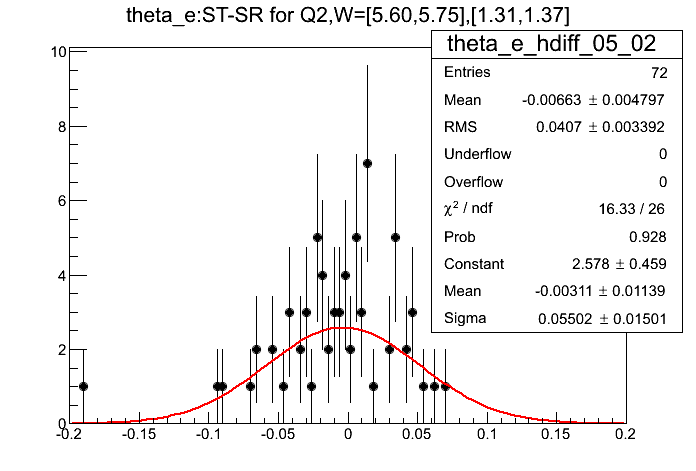 theta_e:ST-SR for Q2,W=[5.60,5.75],[1.31,1.37]
theta_e_hdiff_05_02
Entries 72
Mean -0.00663 ± 0.004797
RMS 0.0407 ± 0.003392
Underflow 0
Overflow 0
χ² / ndf 16.33 / 26
Prob 0.928
Constant 2.578 ± 0.459
Mean -0.00311 ± 0.01139
Sigma 0.05502 ± 0.01501
10
8
6
4
2
0
-0.2 -0.15 -0.1 -0.05 0 0.05 0.1 0.15 0.2